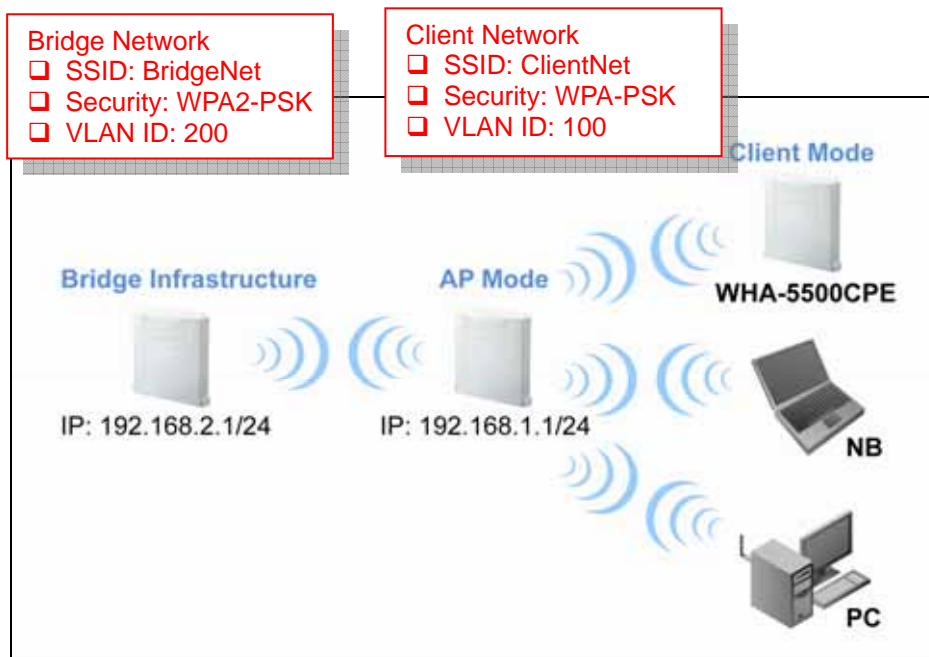 Bridge Network
❑ SSID: BridgeNet
❑ Security: WPA2-PSK
❑ VLAN ID: 200
Client Network
❑ SSID: ClientNet
❑ Security: WPA-PSK
❑ VLAN ID: 100
Client Mode
Bridge Infrastructure
AP Mode
WHA-5500CPE
IP: 192.168.2.1/24
IP: 192.168.1.1/24
NB
PC